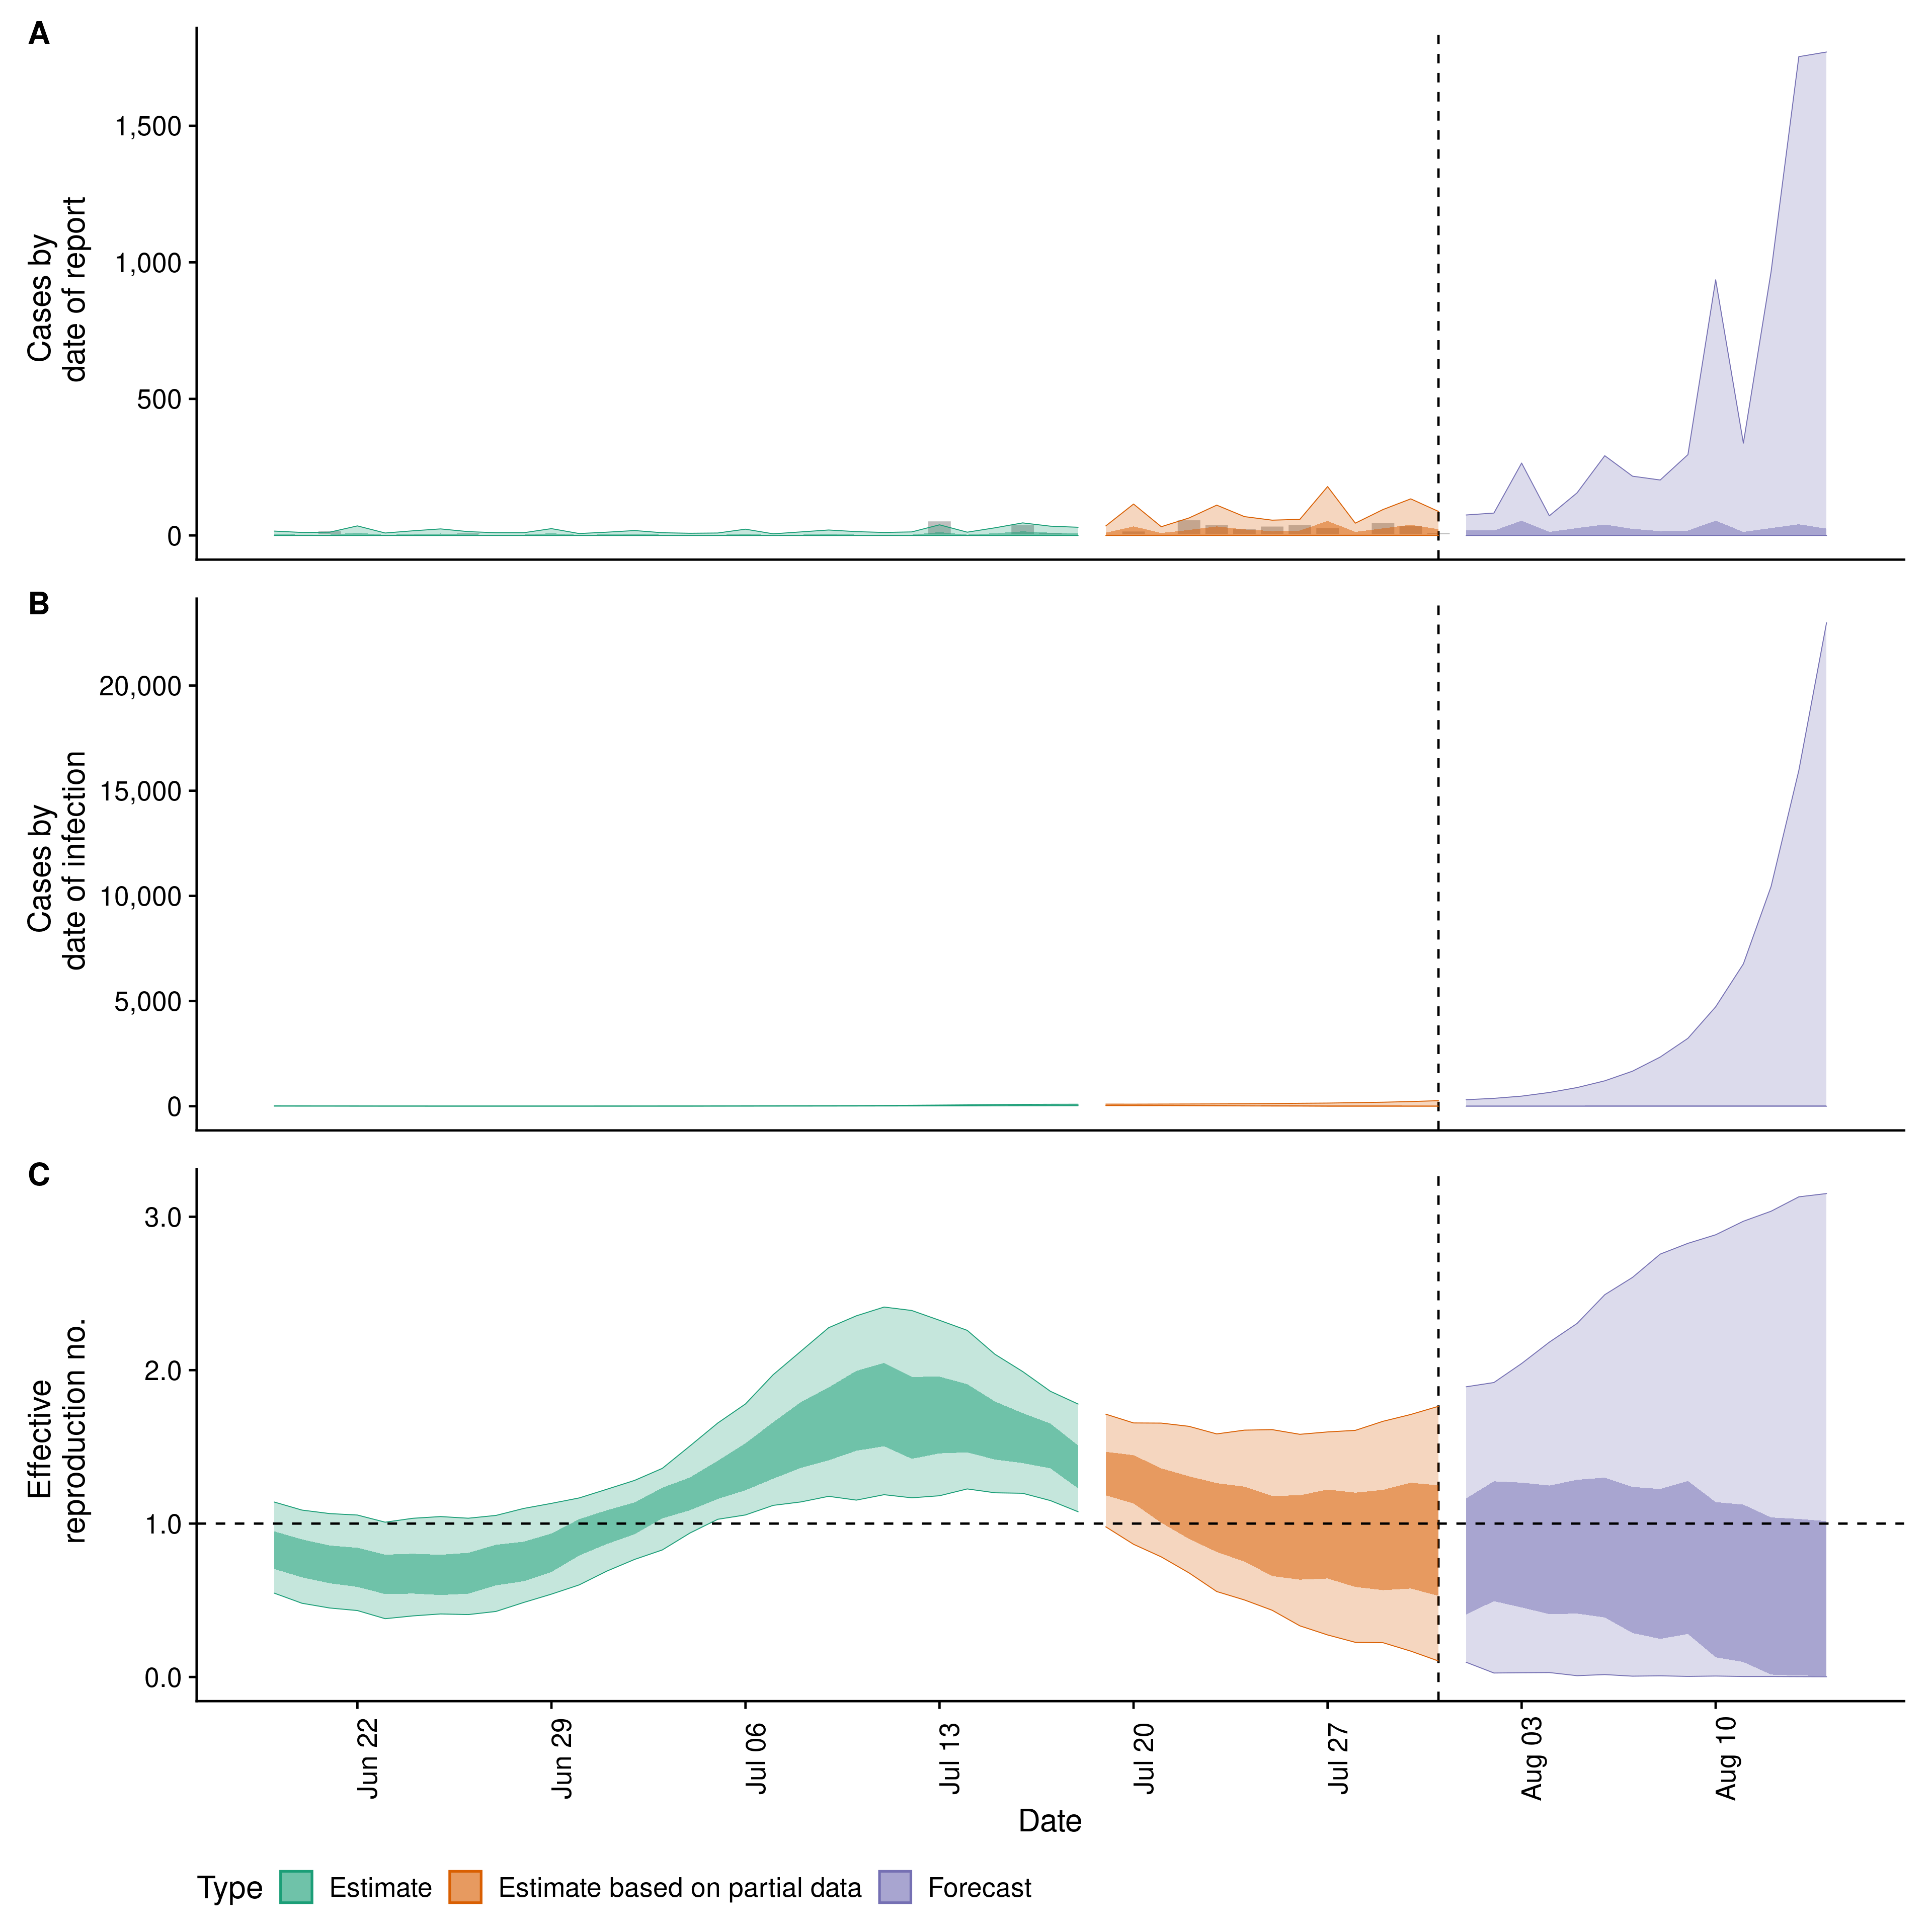 A
Cases by
date of report
1,500
1,000
500
0
B
Cases by
date of infection
20,000
15,000
10,000
5,000
0
C
Effective
reproduction no.
3.0
2.0
1.0
0.0
Jun 22
Jun 29
Jul 06
Jul 13
Jul 20
Jul 27
Aug 03
Aug 10
Date
Type Estimate Estimate based on partial data Forecast